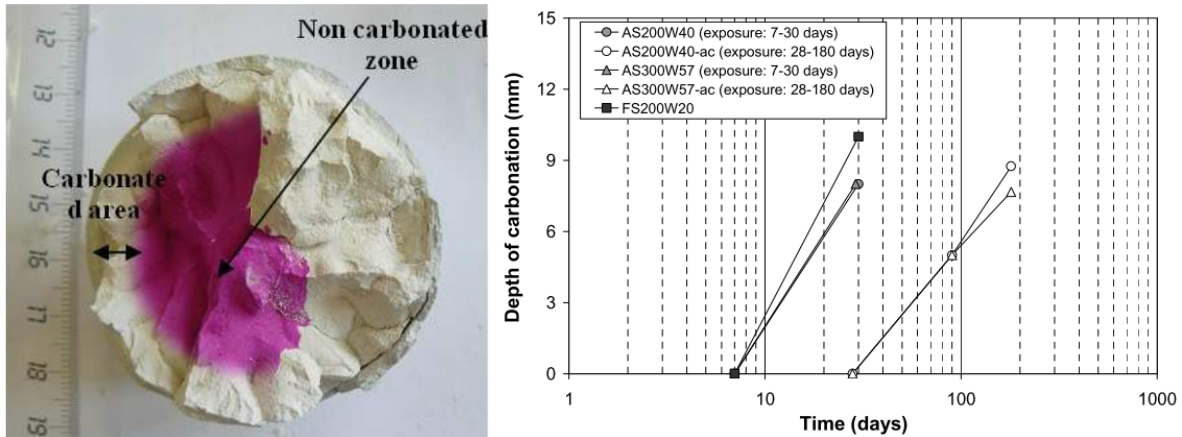 Non carbonated
zone
Carbonate
d area
12
13
14
15
16
17
18
19
15
12
9
6
3
0
Depth of carbonation (mm)
AS200W40 (exposure: 7-30 days)
AS200W40-ac (exposure: 28-180 days)
AS300W57 (exposure: 7-30 days)
AS300W57-ac (exposure: 28-180 days)
FS200W20
1 10 100 1000
Time (days)